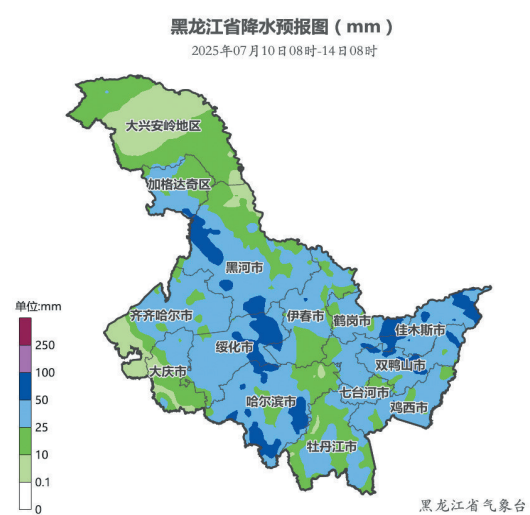 黑龙江省降水预报图（mm）
2025年07月10日08时-14日08时
大兴安岭地区
加格达奇区
黑河市
齐齐哈尔市
伊春市
鹤岗市
佳木斯市
绥化市
双鸭山市
大庆市
七台河市
哈尔滨市
鸡西市
牡丹江市
单位:mm
250
100
50
25
10
0.1
0
黑龙江省气象台